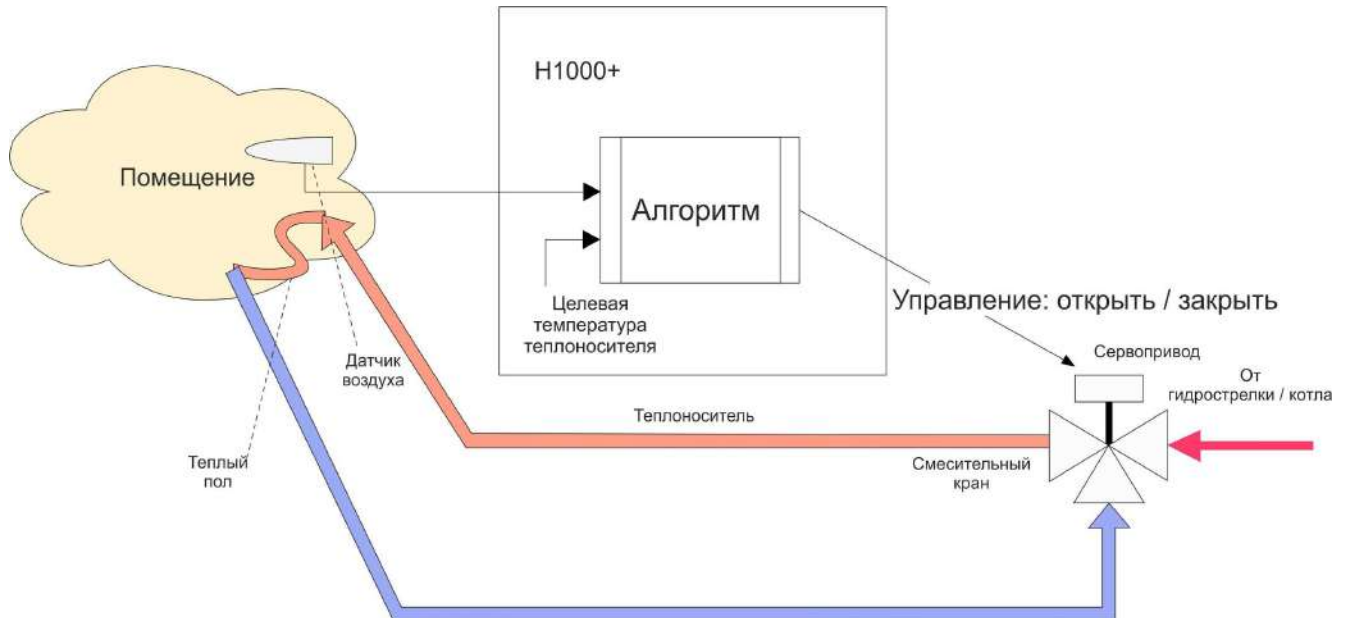 H1000+
Помещение
Алгоритм
Целевая
температура
теплоносителя
Управление: открыть / закрыть
Сервопривод
От
гидрострелки / котла
Датчик
воздуха
Теплоноситель
Теплый
пол
Смесительный
кран